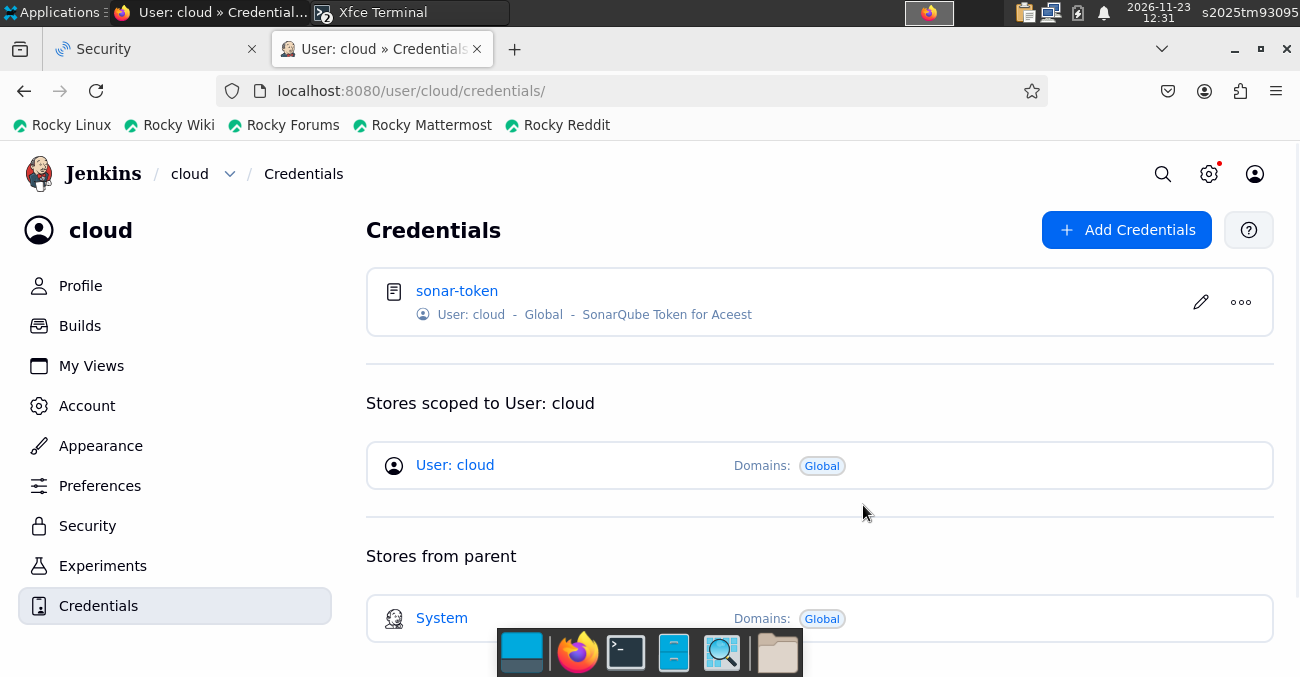 Applications
User: cloud » Credential...
2 Xfce Terminal
2026-11-23
12:31
s2025tm93095
Security
User: cloud » Credentials
localhost:8080/user/cloud/credentials/
Rocky Linux
Rocky Wiki
Rocky Forums
Rocky Mattermost
Rocky Reddit
Jenkins / cloud / Credentials
cloud
Profile
Builds
My Views
Account
Appearance
Preferences
Security
Experiments
Credentials
Credentials
+ Add Credentials
sonar-token
User: cloud - Global - SonarQube Token for Aceest
Stores scoped to User: cloud
User: cloud
Domains: Global
Stores from parent
System
Domains: Global